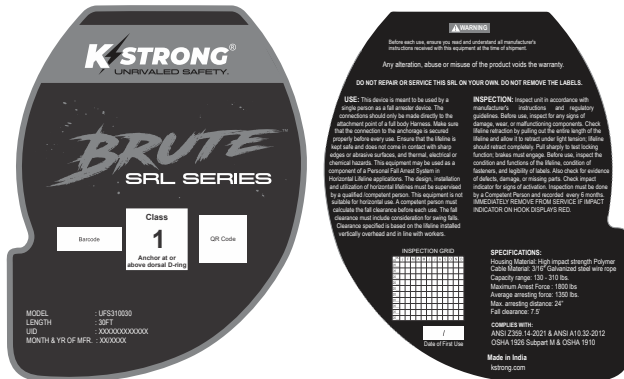 KSTRONG®
UNRIVALED SAFETY.
BRUTE™
SRL SERIES
Barcode
Class
1
Anchor at or
above dorsal D-ring
QR Code
MODEL : UFS310030
LENGTH : 30FT
UID : XXXXXXXXXXXX
MONTH & YR OF MFR. : XX/XXXX
WARNING
Before each use, ensure you read and understand all manufacturer's
instructions received with this equipment at the time of shipment.
Any alteration, abuse or misuse of the product voids the warranty.
DO NOT REPAIR OR SERVICE THIS SRL ON YOUR OWN. DO NOT REMOVE THE LABELS.
USE: This device is meant to be used by a
single person as a fall arrester device. The
connections should only be made directly to the
attachment point of a full body Harness. Make sure
that the connection to the anchorage is secured
properly before every use. Ensure that the lifeline is
kept safe and does not come in contact with sharp
edges or abrasive surfaces, and thermal, electrical or
chemical hazards. This equipment may be used as a
component of a Personal Fall Arrest System in
Horizontal Lifeline applications. The design, installation
and utilization of horizontal lifelines must be supervised
by a qualified /competent person. This equipment is not
suitable for horizontal use. A competent person must
calculate the fall clearance before each use. The fall
clearance must include consideration for swing falls.
Clearance specified is based on the lifeline installed
vertically overhead and in line with workers.
INSPECTION: Inspect unit in accordance with
manufacturer's instructions and regulatory
guidelines. Before use, inspect for any signs of
damage, wear, or malfunctioning components. Check
lifeline retraction by pulling out the entire length of the
lifeline and allow it to retract under light tension; lifeline
should retract completely. Pull sharply to test locking
function; brakes must engage. Before use, inspect the
condition and functions of the lifeline, condition of
fasteners, and legibility of labels. Also check for evidence
of defects, damage, or missing parts. Check impact
indicator for signs of activation. Inspection must be done
by a Competent Person and recorded every 6 months.
IMMEDIATELY REMOVE FROM SERVICE IF IMPACT
INDICATOR ON HOOK DISPLAYS RED.
INSPECTION GRID
/
Date of First Use
SPECIFICATIONS:
Housing Material: High impact strength Polymer
Cable Material: 3/16" Galvanized steel wire rope
Capacity range: 130 - 310 lbs.
Maximum Arrest Force : 1800 lbs
Average arresting force: 1350 lbs.
Max. arresting distance: 24"
Fall clearance: 7.5'
COMPLIES WITH:
ANSI Z359.14-2021 & ANSI A10.32-2012
OSHA 1926 Subpart M & OSHA 1910
Made in India
kstrong.com